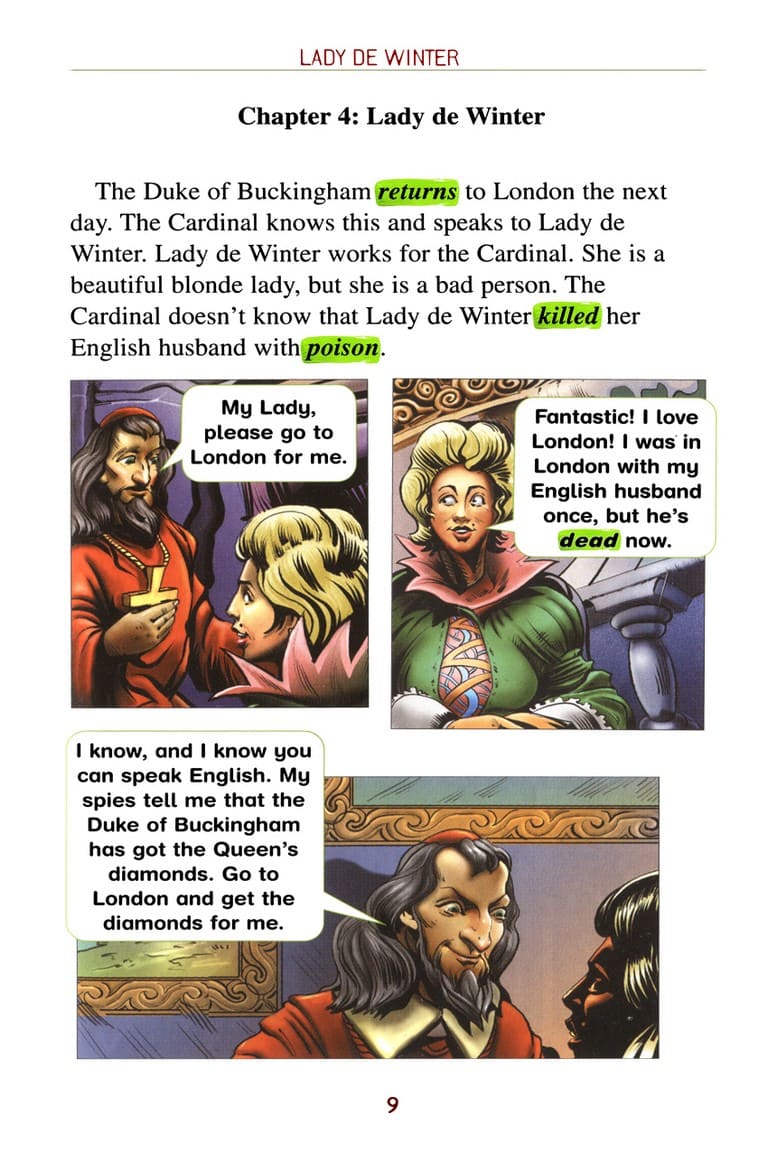 LADY DE WINTER
Chapter 4: Lady de Winter
The Duke of Buckingham returns to London the next
day. The Cardinal knows this and speaks to Lady de
Winter. Lady de Winter works for the Cardinal. She is a
beautiful blonde lady, but she is a bad person. The
Cardinal doesn't know that Lady de Winter killed her
English husband with poison.
My Lady,
please go to
London for me.
Fantastic! I love
London! I was in
London with my
English husband
once, but he's
dead now.
I know, and I know you
can speak English. My
spies tell me that the
Duke of Buckingham
has got the Queen's
diamonds. Go to
London and get the
diamonds for me.
9